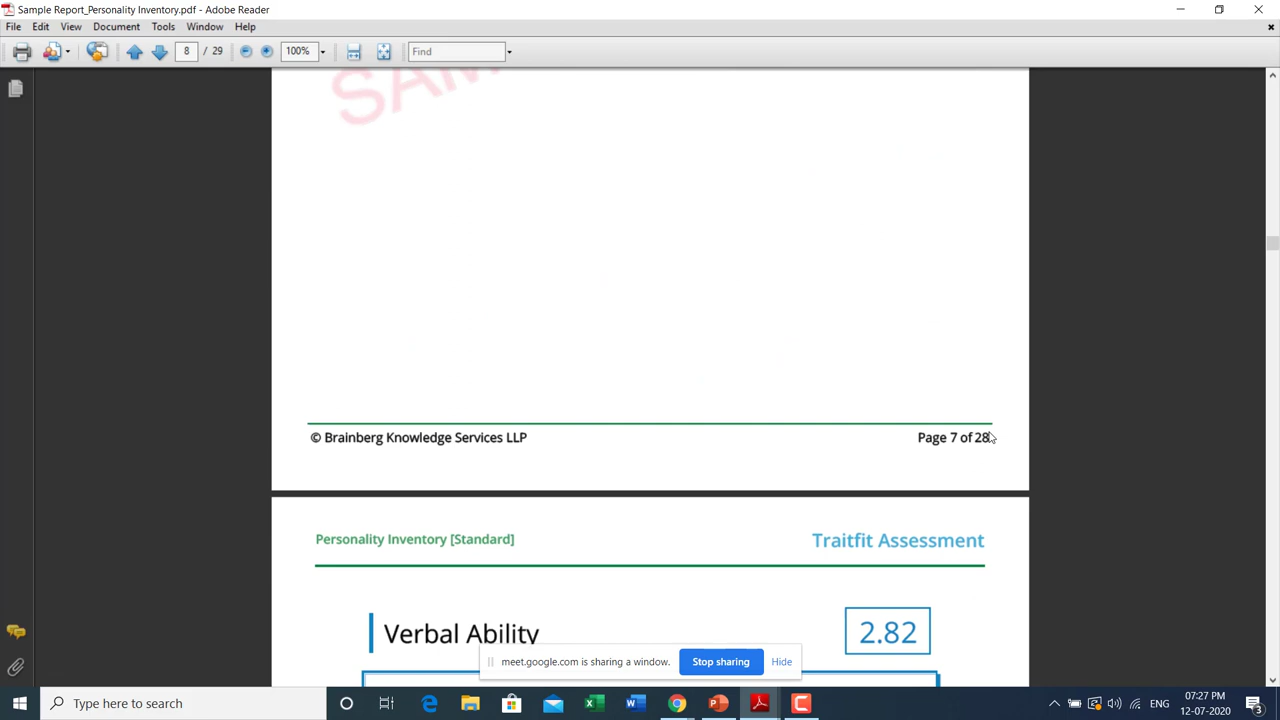 Sample Report_Personality Inventory.pdf - Adobe Reader
File Edit View Document Tools Window Help
8 / 29 100% Find
SAM
© Brainberg Knowledge Services LLP Page 7 of 28
Personality Inventory [Standard] Traitfit Assessment
Verbal Ability 2.82
meet.google.com is sharing a window. Stop sharing Hide
Type here to search
ENG
07:27 PM
12-07-2020
3